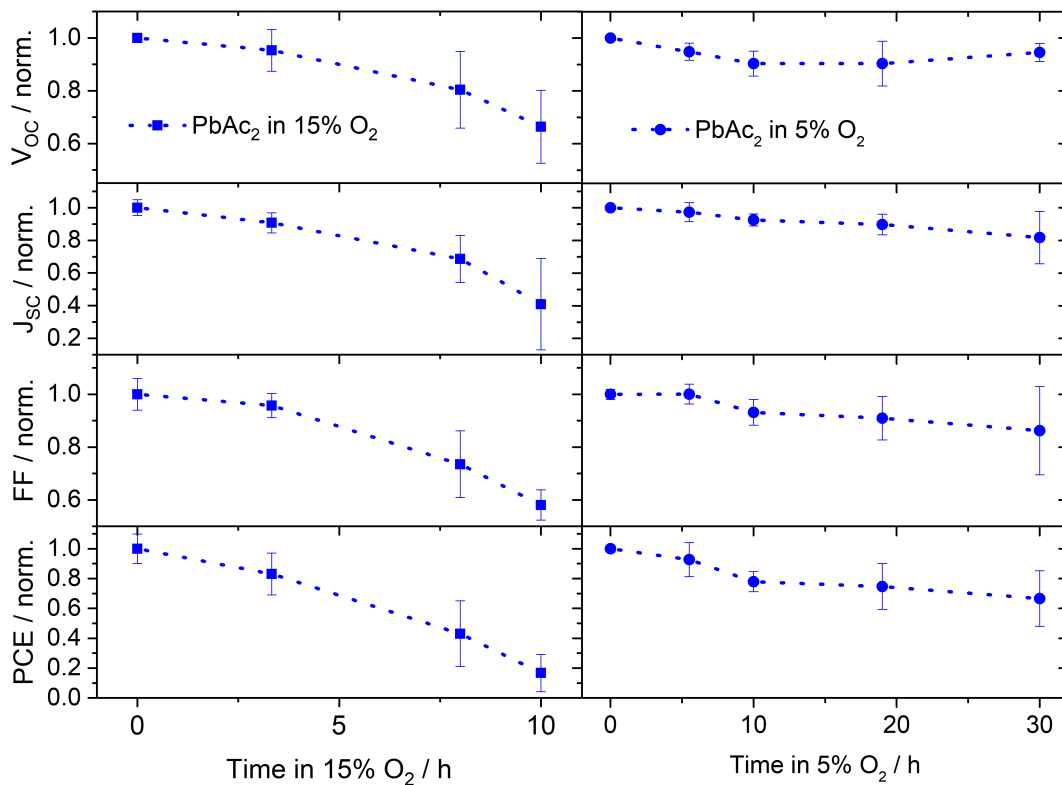 V_OC / norm.
1.0
0.8
0.6
PbAc₂ in 15% O₂
PbAc₂ in 5% O₂
J_SC / norm.
1.0
0.8
0.6
0.4
0.2
FF / norm.
1.0
0.8
0.6
PCE / norm.
1.0
0.8
0.6
0.4
0.2
0.0
0 5 10
0 10 20 30
Time in 15% O₂ / h
Time in 5% O₂ / h